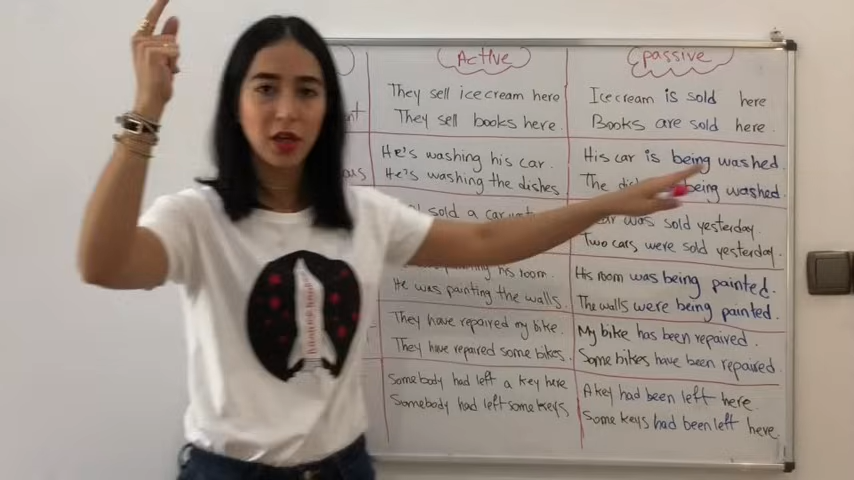 Active
passive
They sell icecream here
They sell books here.
Icecream is sold here
Books are sold here.
He's washing his car.
He's washing the dishes.
His car is being washed.
The being washed.
sold a
car was sold yesterday.
Two cars, were sold yesterday.
painting his room.
He was painting the walls.
His room was being painted.
The walls were being painted.
They have repaired my bike.
They have repaired some bikes.
My bike has been repaired.
Some bikes have been repaired.
Somebody had left a key here
Somebody had left some keys
A key had been left here.
Some keys had been left here.